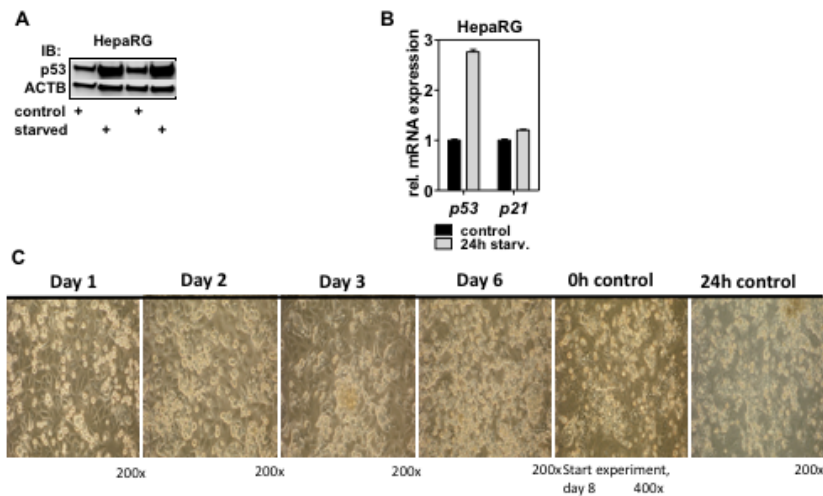 A
HepaRG
IB:
p53
ACTB
control + +
starved + +
B
HepaRG
rel. mRNA expression
3
2
1
0
p53 p21
control
24h starv.
C
Day 1 Day 2 Day 3 Day 6 0h control 24h control
200x 200x 200x 200x Start experiment, 200x
day 8 400x